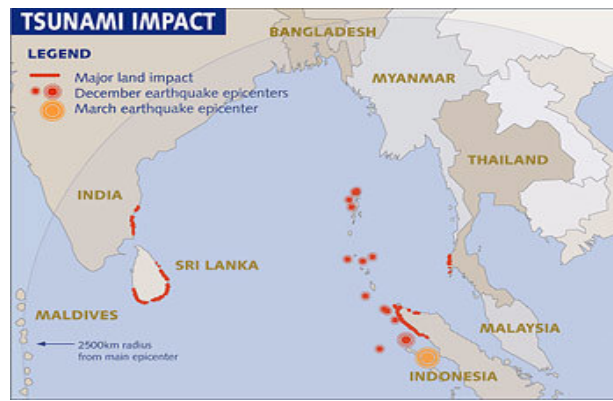 TSUNAMI IMPACT
LEGEND
Major land impact
December earthquake epicenters
March earthquake epicenter
BANGLADESH
MYANMAR
THAILAND
INDIA
SRI LANKA
MALDIVES
2500km radius
from main epicenter
MALAYSIA
INDONESIA